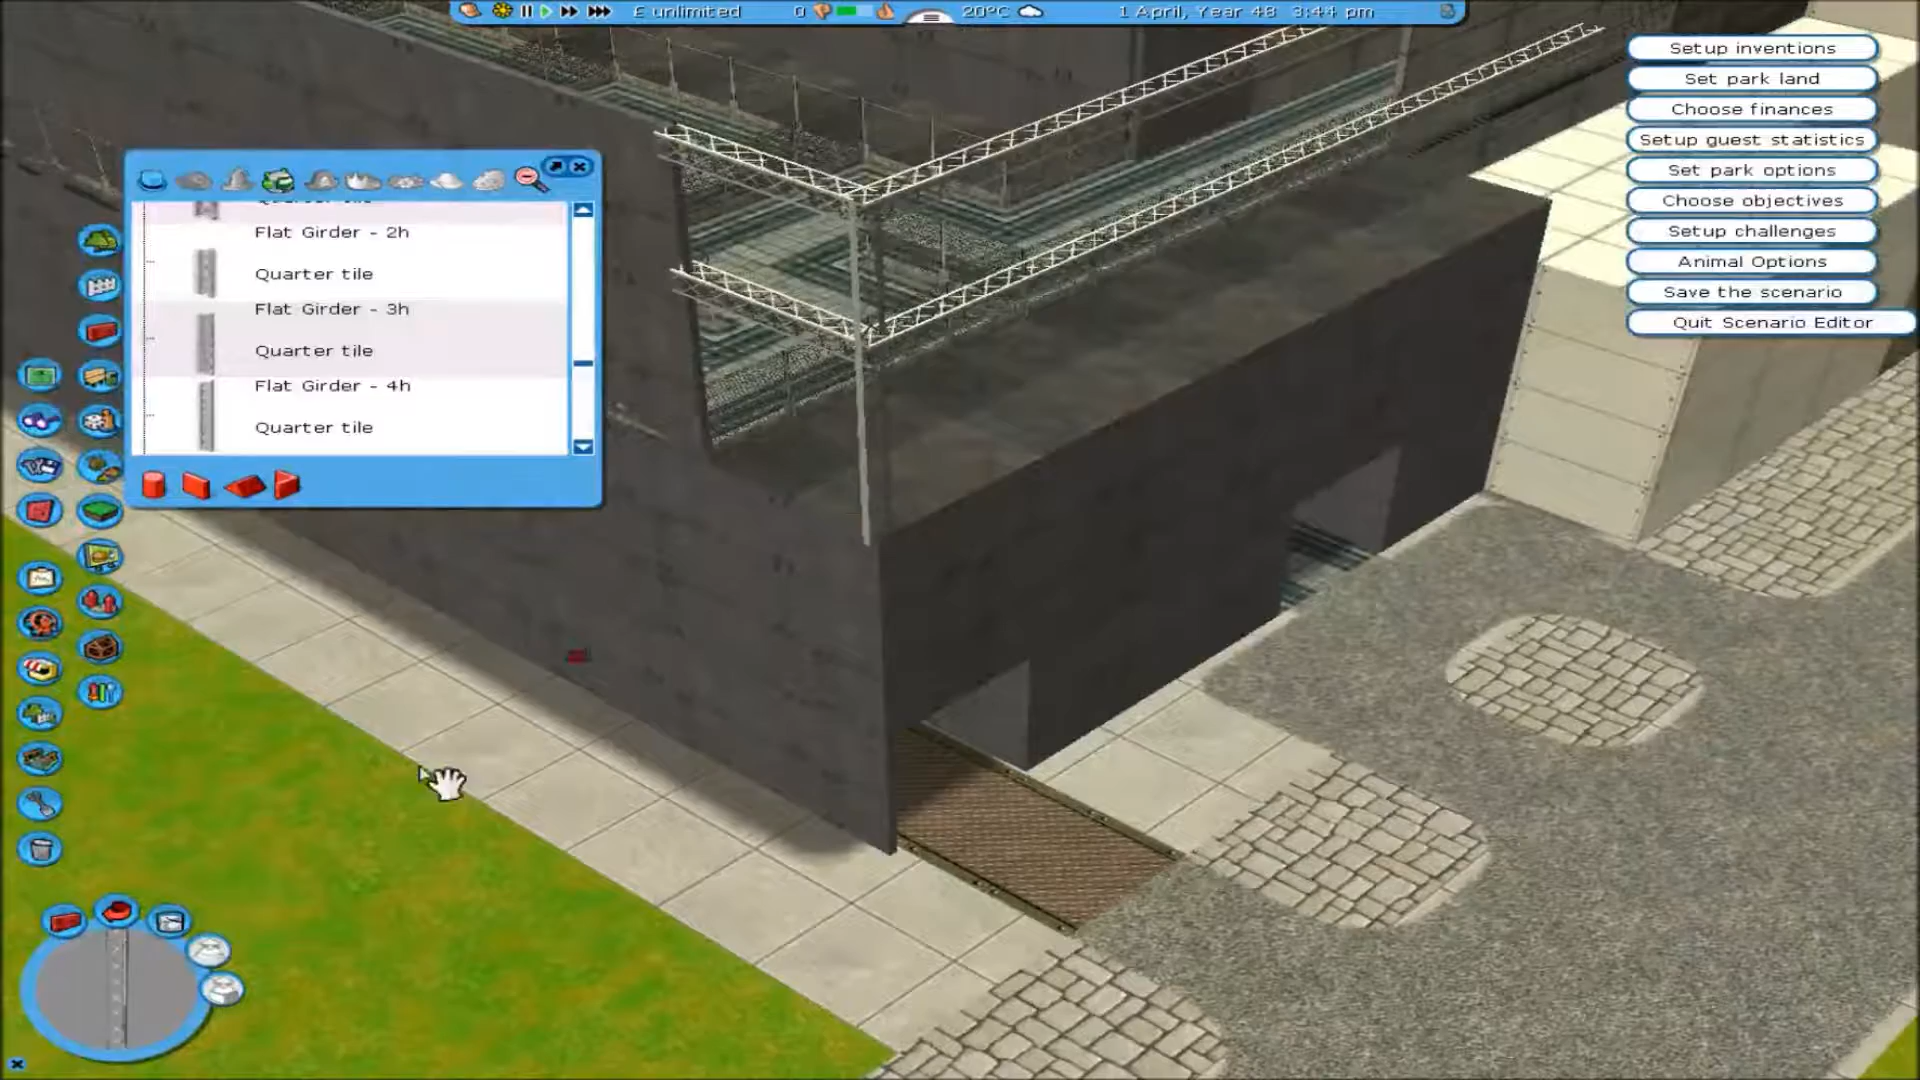 £ unlimited 0 20°C 1 April, Year 48 3:44 pm
Setup inventions
Set park land
Choose finances
Setup guest statistics
Set park options
Choose objectives
Setup challenges
Animal Options
Save the scenario
Quit Scenario Editor
Quarter tile
Flat Girder - 2h
Quarter tile
Flat Girder - 3h
Quarter tile
Flat Girder - 4h
Quarter tile